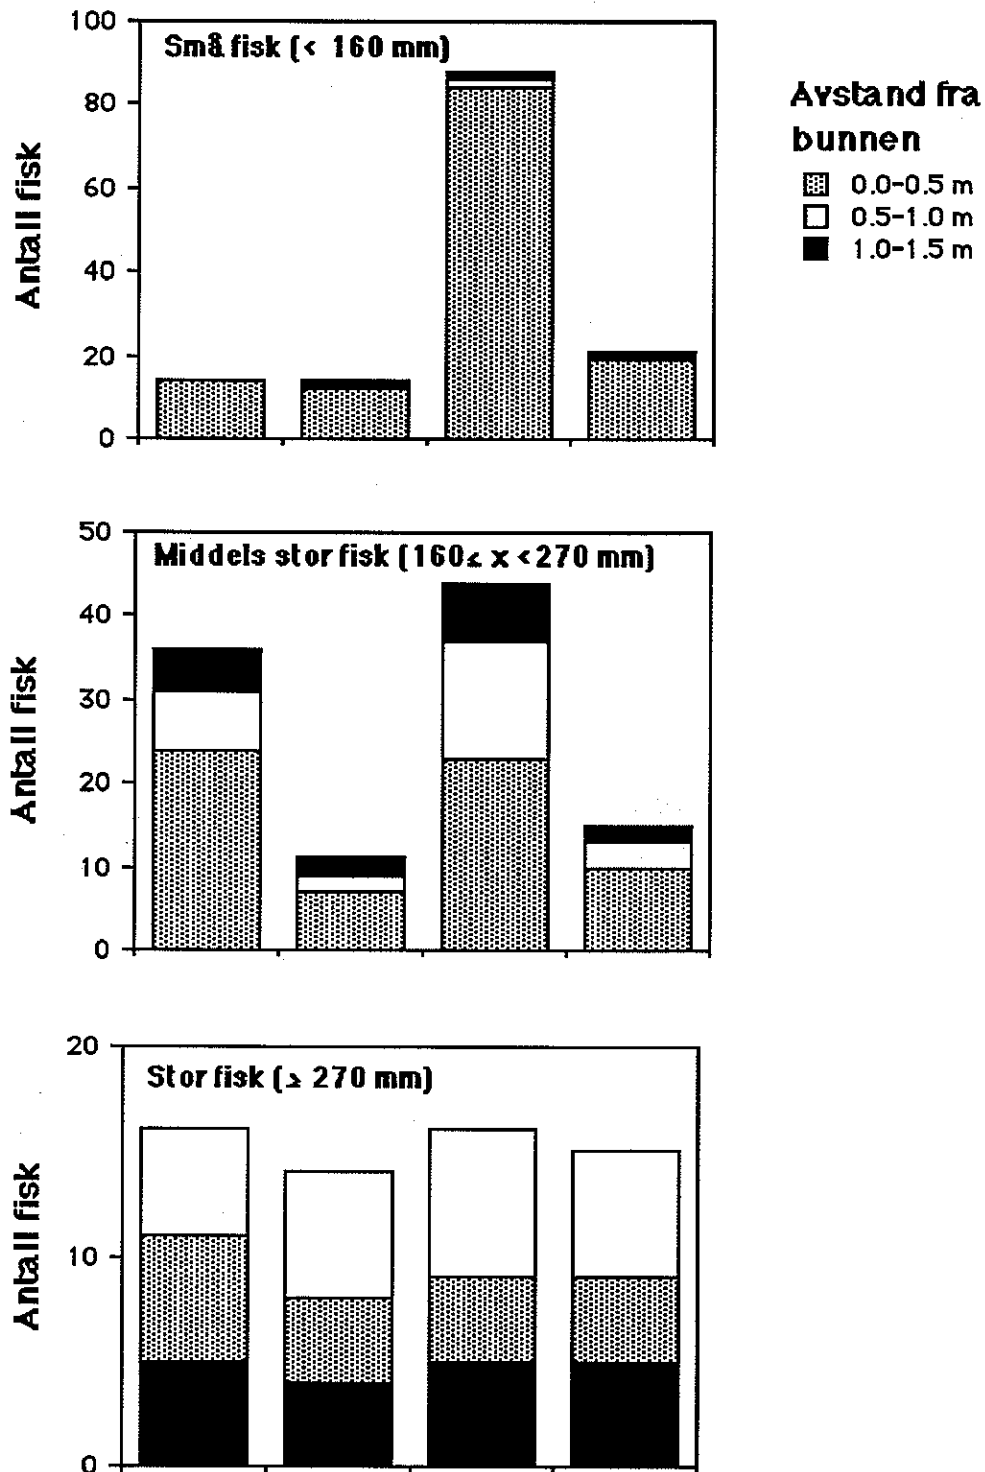 100
Små fisk (< 160 mm)
80
60
40
20
0
Antall fisk
Avstand fra
bunnen
0.0-0.5 m
0.5-1.0 m
1.0-1.5 m
50
Middels stor fisk (160≤ x <270 mm)
40
30
20
10
0
Antall fisk
20
Stor fisk (≥ 270 mm)
10
0
Antall fisk